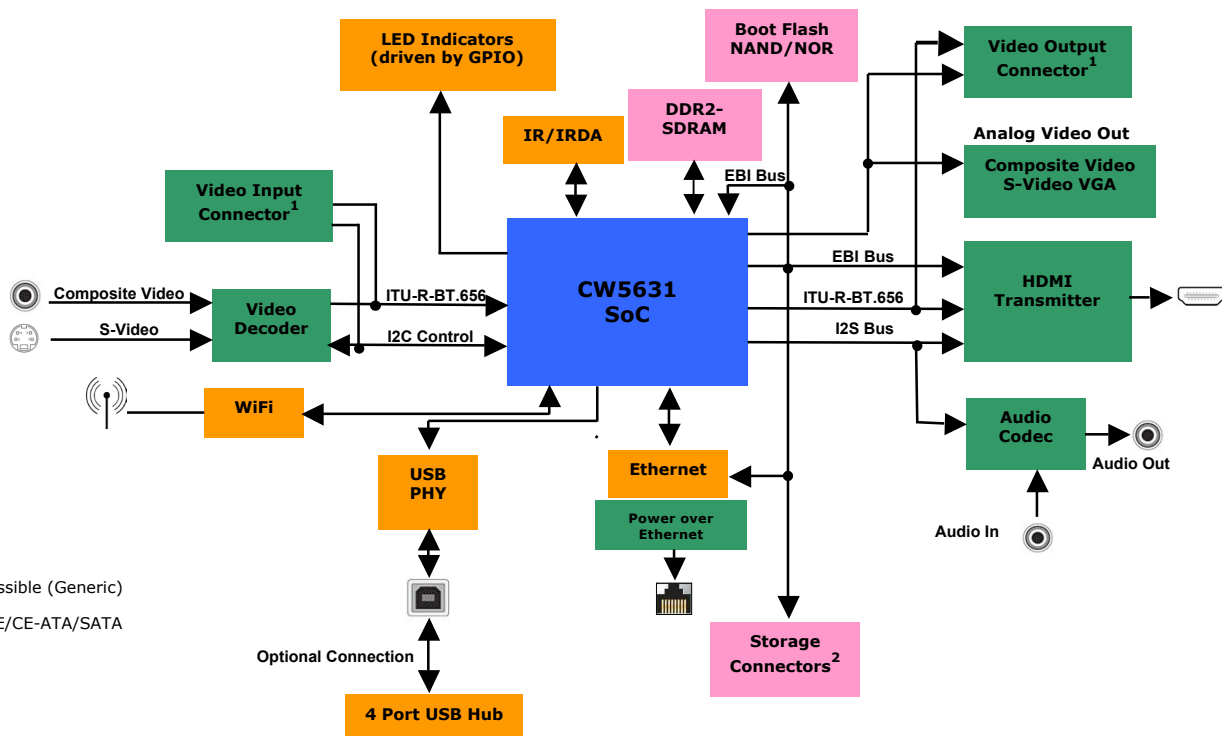 LED Indicators
(driven by GPIO)
Boot Flash
NAND/NOR
Video Output
Connector1
IR/IRDA
DDR2-
SDRAM
Analog Video Out
Composite Video
S-Video VGA
Video Input
Connector1
EBI Bus
CW5631
SoC
EBI Bus
HDMI
Transmitter
Composite Video
Video
Decoder
ITU-R-BT.656
ITU-R-BT.656
S-Video
I2C Control
I2S Bus
WiFi
Audio
Codec
Audio Out
USB
PHY
Ethernet
Power over
Ethernet
Audio In
ssible (Generic)
E/CE-ATA/SATA
Storage
Connectors2
Optional Connection
4 Port USB Hub